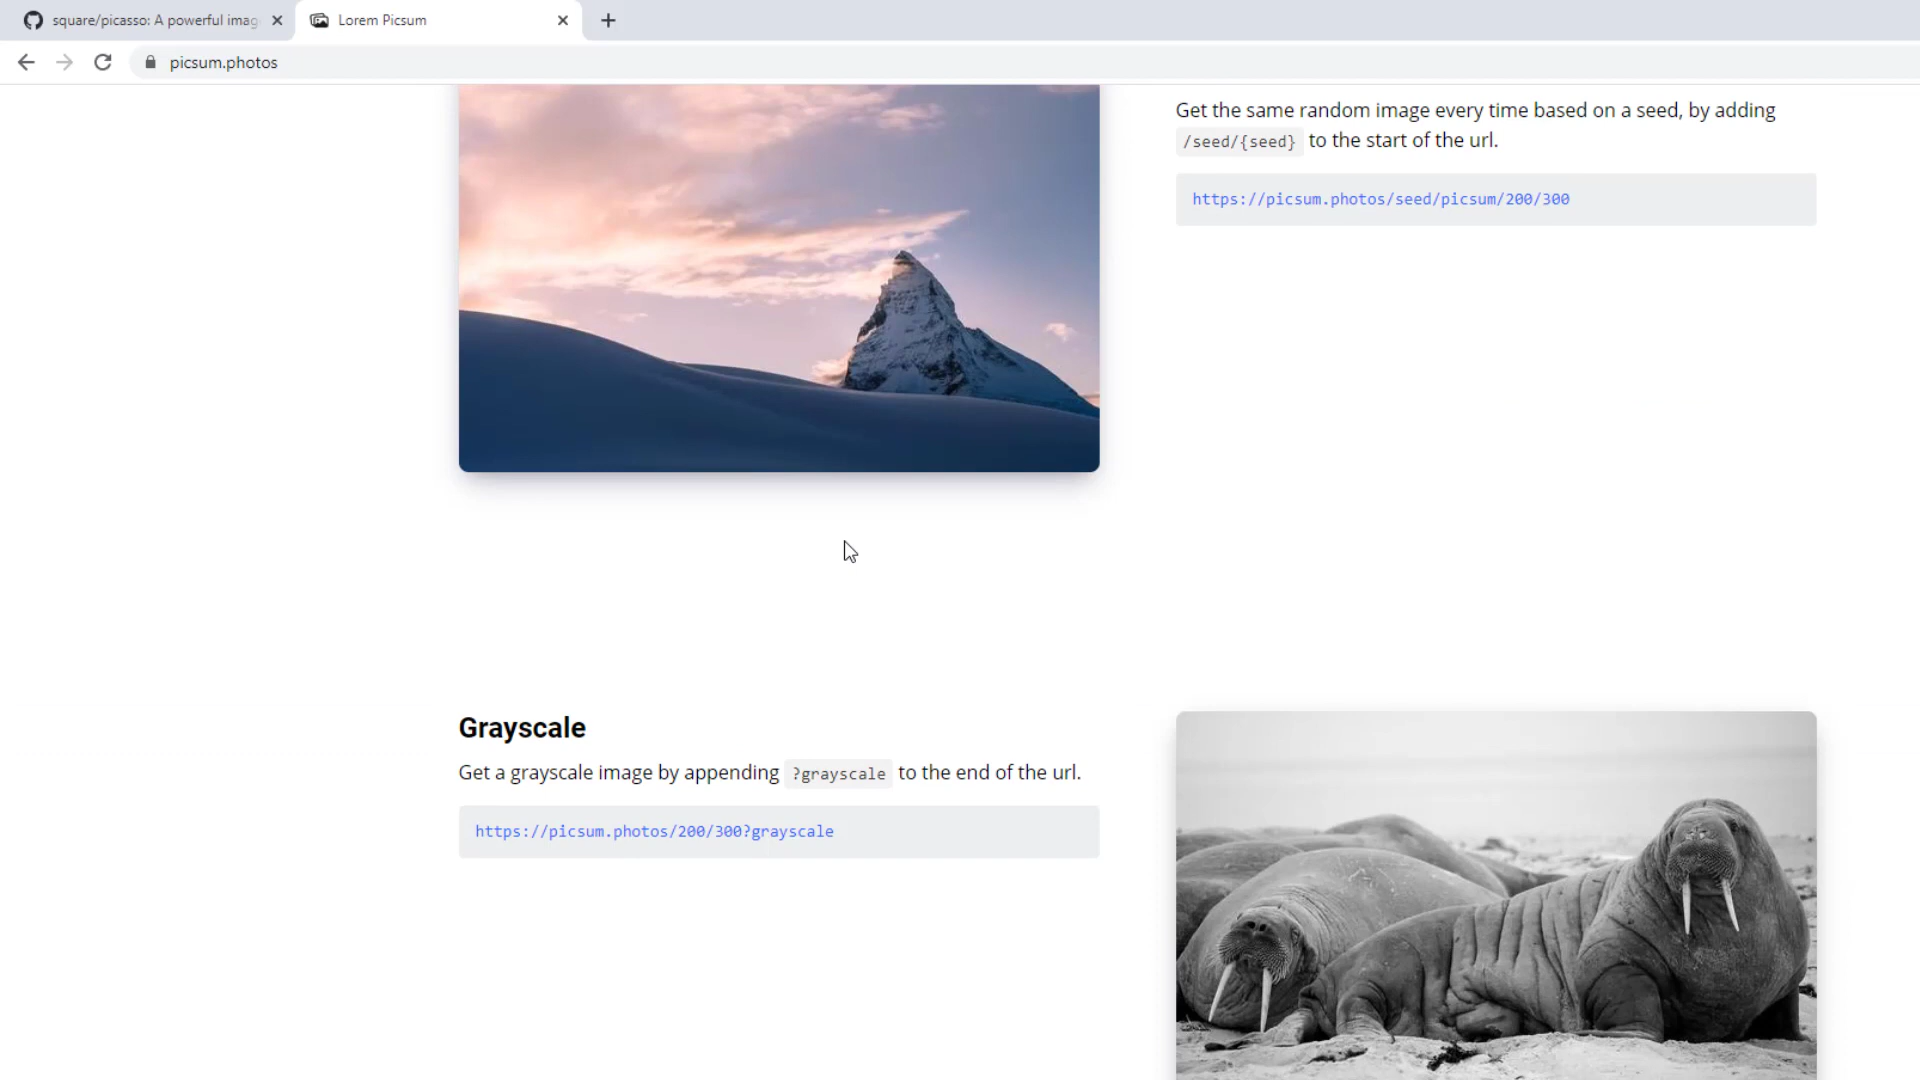 square/picasso: A powerful imag
Lorem Picsum
picsum.photos
Get the same random image every time based on a seed, by adding
/seed/{seed} to the start of the url.
https://picsum.photos/seed/picsum/200/300
Grayscale
Get a grayscale image by appending ?grayscale to the end of the url.
https://picsum.photos/200/300?grayscale